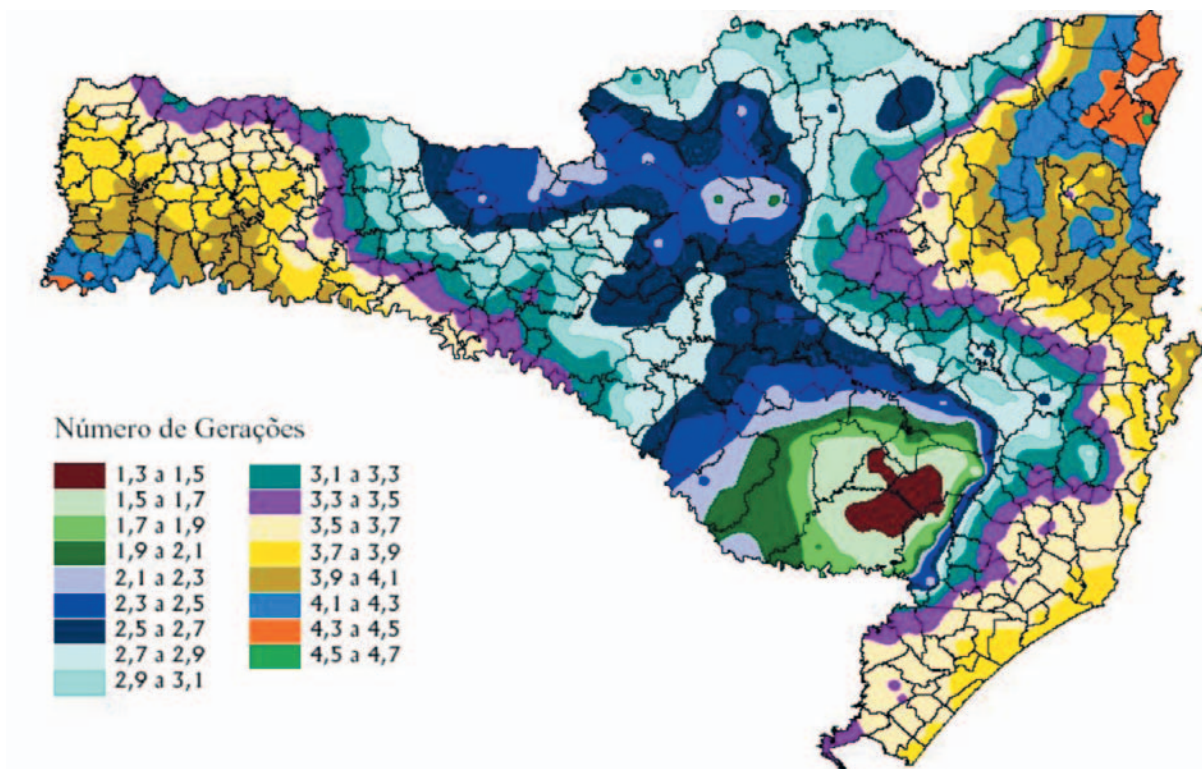 Número de Gerações
1,3 a 1,5
1,5 a 1,7
1,7 a 1,9
1,9 a 2,1
2,1 a 2,3
2,3 a 2,5
2,5 a 2,7
2,7 a 2,9
2,9 a 3,1
3,1 a 3,3
3,3 a 3,5
3,5 a 3,7
3,7 a 3,9
3,9 a 4,1
4,1 a 4,3
4,3 a 4,5
4,5 a 4,7